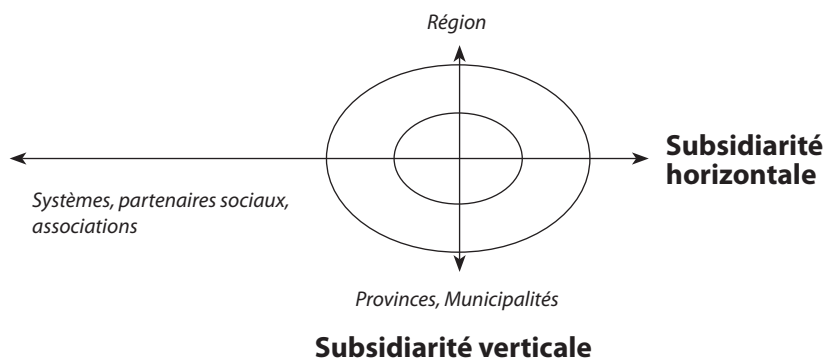 Région
Subsidiarité
horizontale
Systèmes, partenaires sociaux,
associations
Provinces, Municipalités
Subsidiarité verticale